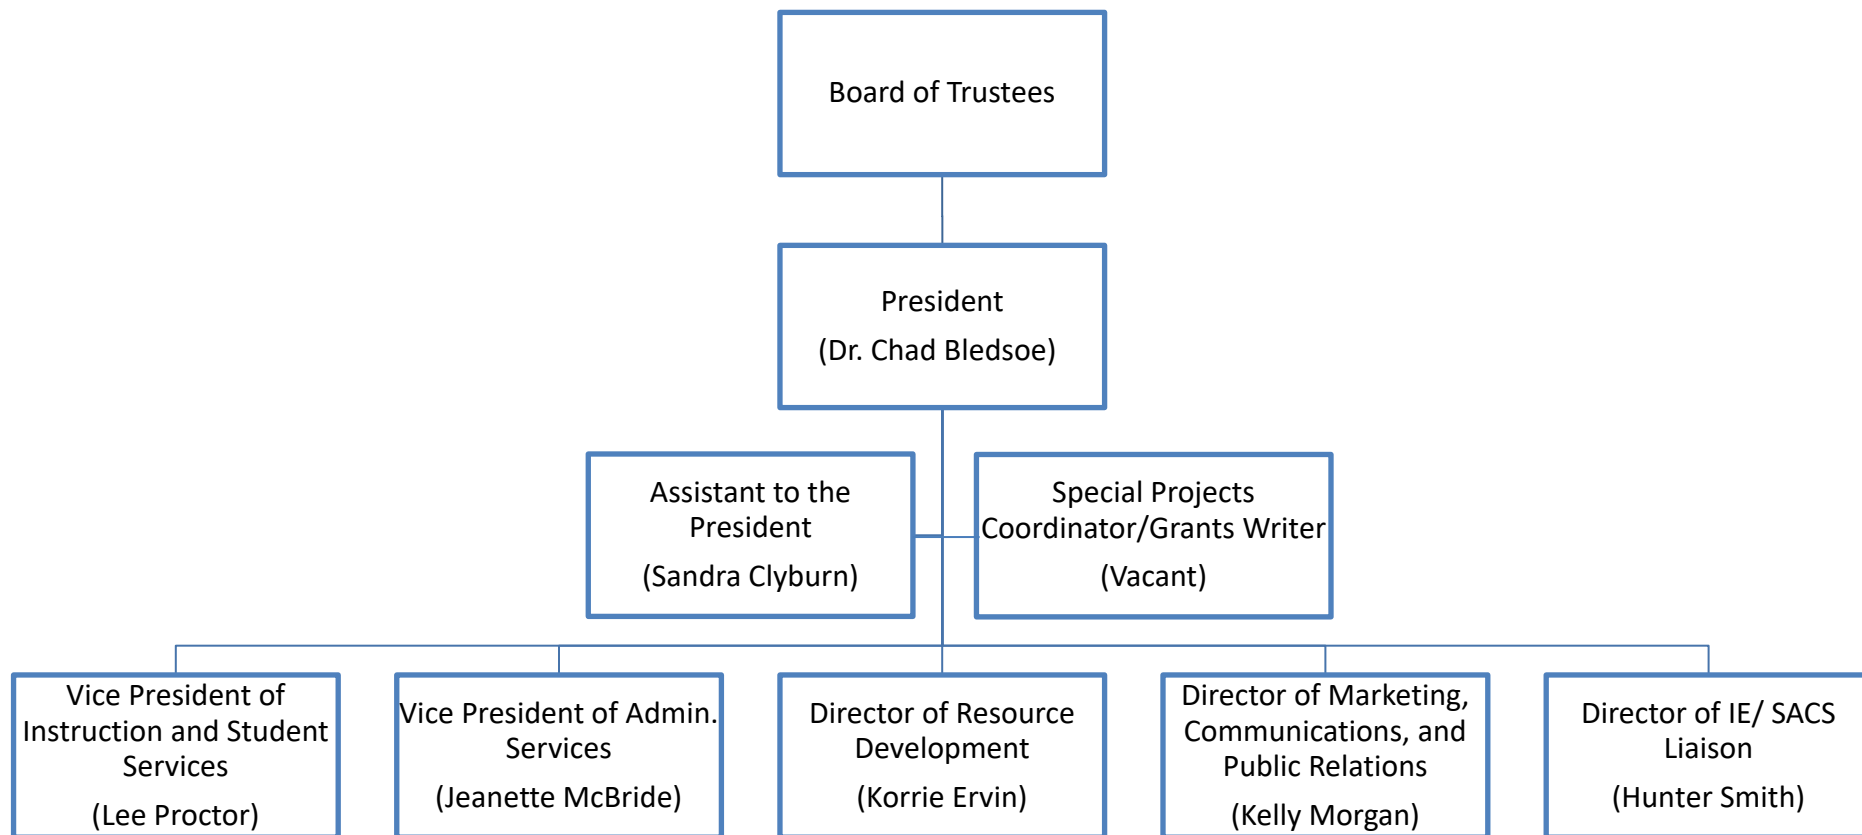 Board of Trustees
President
(Dr. Chad Bledsoe)
Assistant to the
President
(Sandra Clyburn)
Special Projects
Coordinator/Grants Writer
(Vacant)
Vice President of
Instruction and Student
Services
(Lee Proctor)
Vice President of Admin.
Services
(Jeanette McBride)
Director of Resource
Development
(Korrie Ervin)
Director of Marketing,
Communications, and
Public Relations
(Kelly Morgan)
Director of IE/ SACS
Liaison
(Hunter Smith)